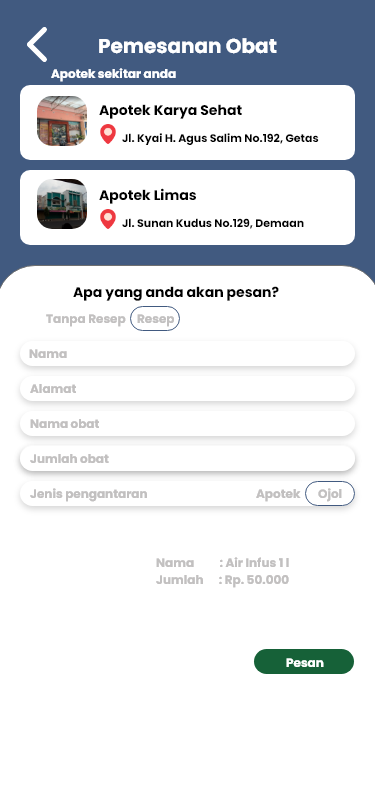 Pemesanan Obat
Apotek sekitar anda
Apotek Karya Sehat
Jl. Kyai H. Agus Salim No.192, Getas
Apotek Limas
Jl. Sunan Kudus No.129, Demaan
Apa yang anda akan pesan?
Tanpa Resep Resep
Nama
Alamat
Nama obat
Jumlah obat
Jenis pengantaran Apotek Ojol
Nama : Air Infus 1 l
Jumlah : Rp. 50.000
Pesan